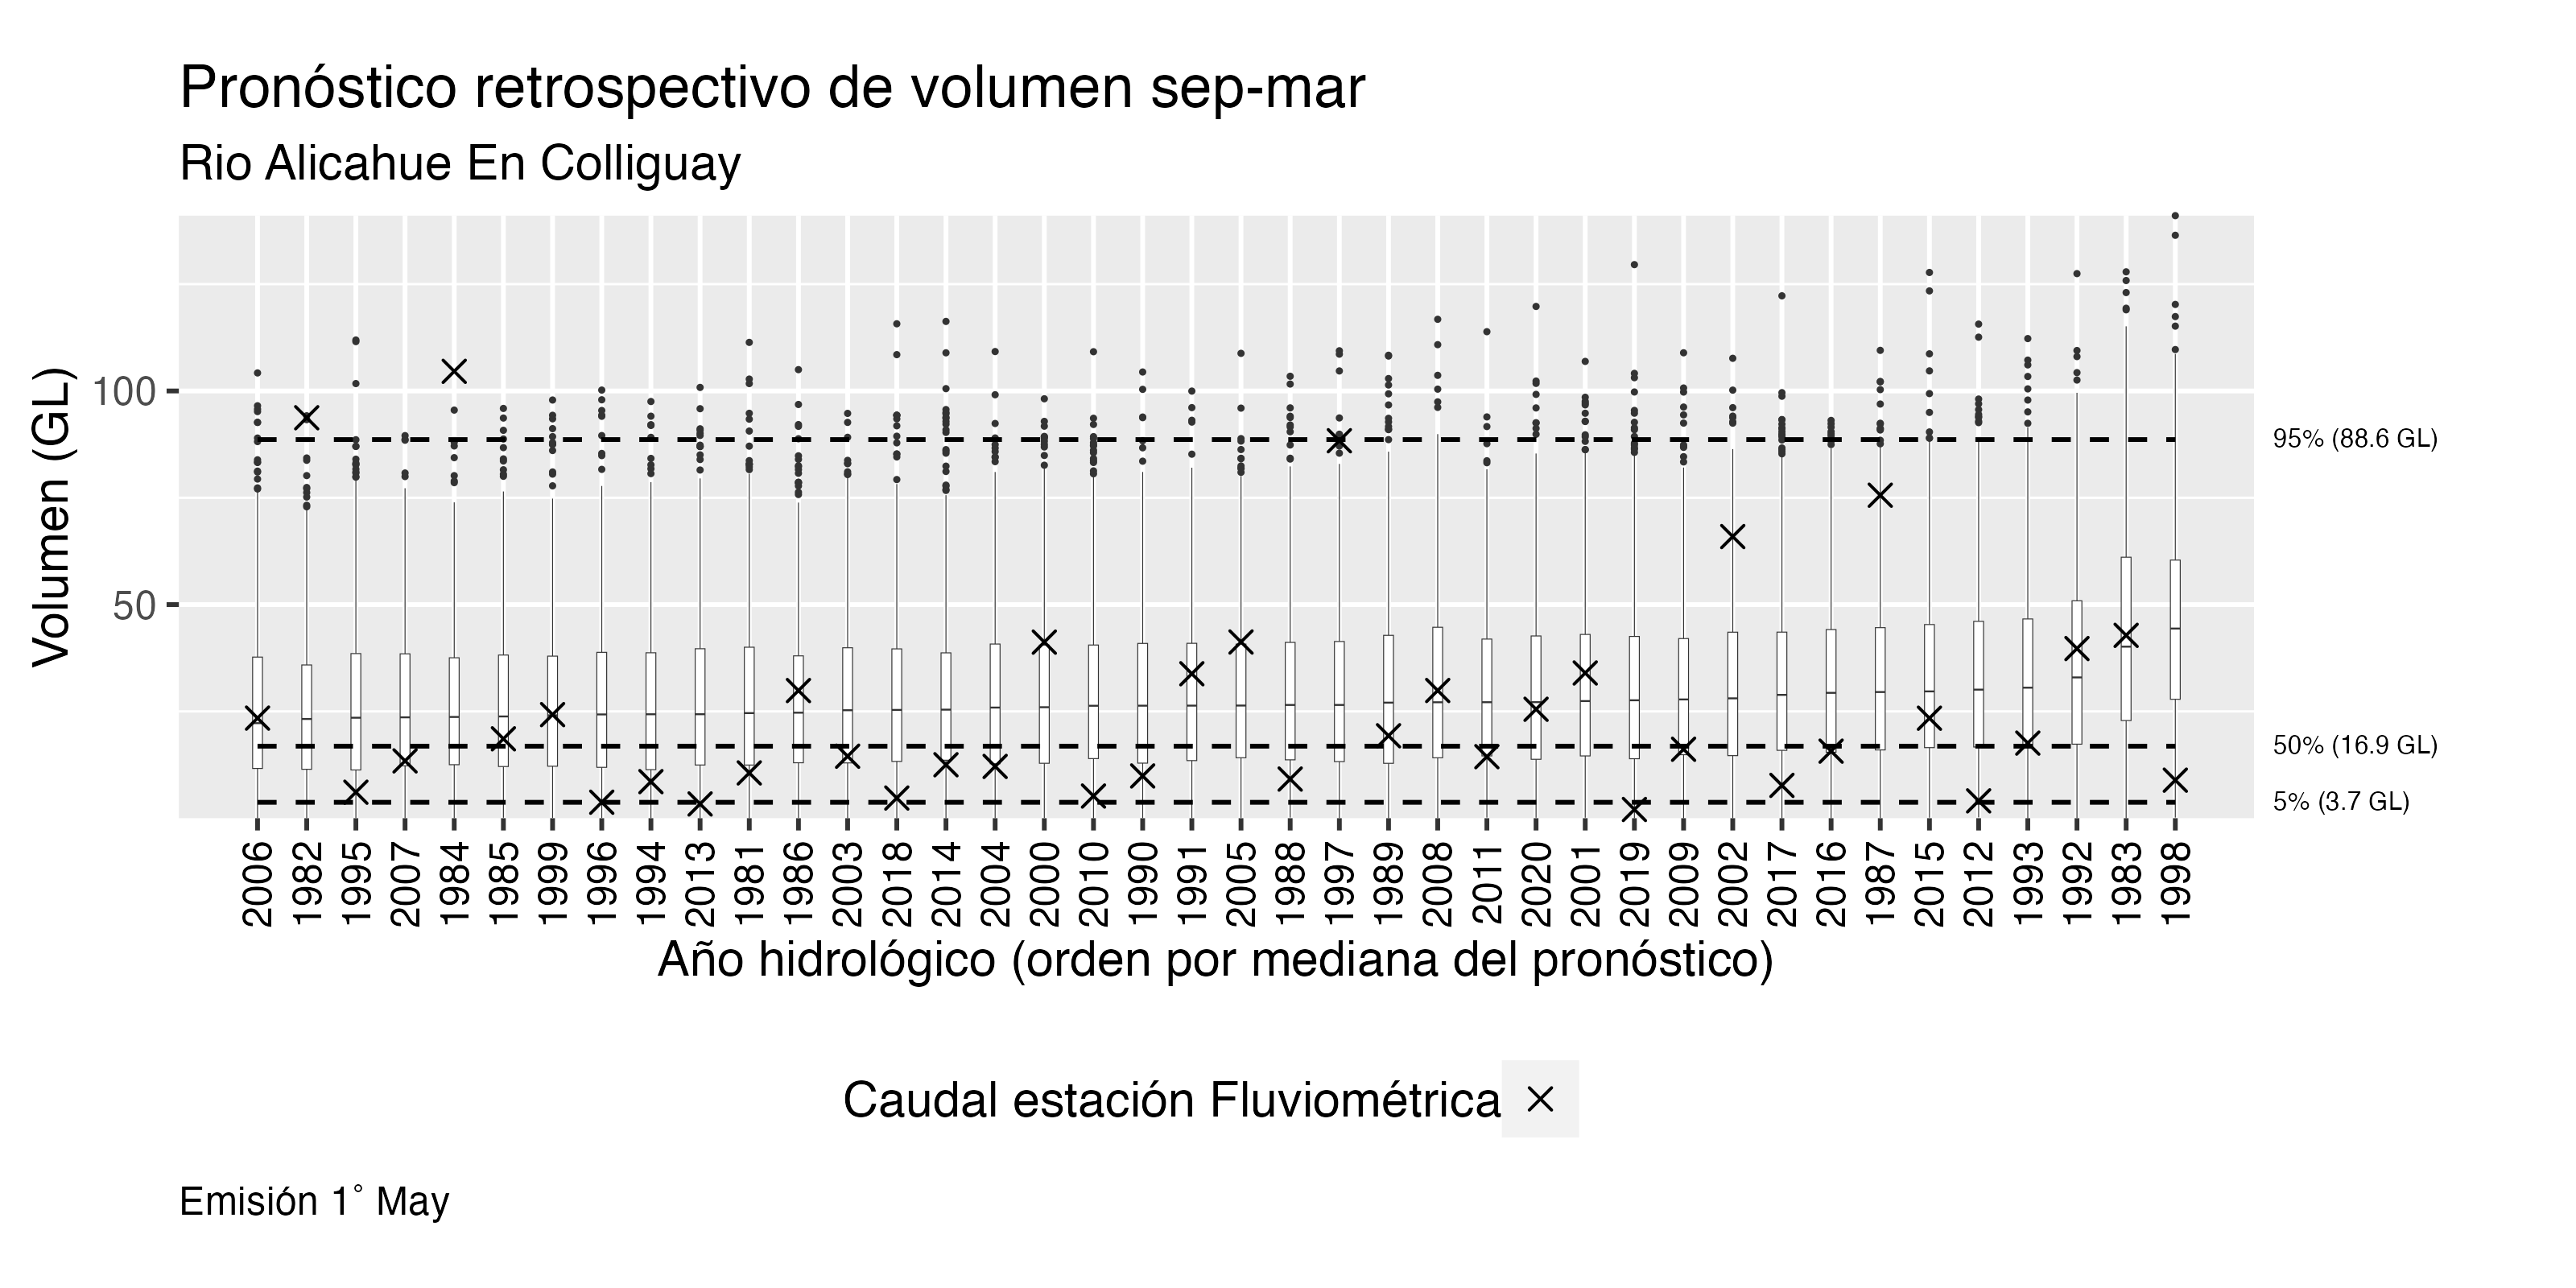 Pronóstico retrospectivo de volumen sep-mar
Rio Alicahue En Colliguay
Volumen (GL)
100
50
95% (88.6 GL)
50% (16.9 GL)
5% (3.7 GL)
2006 1982 1995 2007 1984 1985 1999 1996 1994 2013 1981 1986 2003 2018 2014 2004 2000 2010 1990 1991 2005 1988 1997 1989 2008 2011 2020 2001 2019 2009 2002 2017 2016 1987 2015 2012 1993 1992 1983 1998
Año hidrológico (orden por mediana del pronóstico)
Caudal estación Fluviométrica
Emisión 1° May